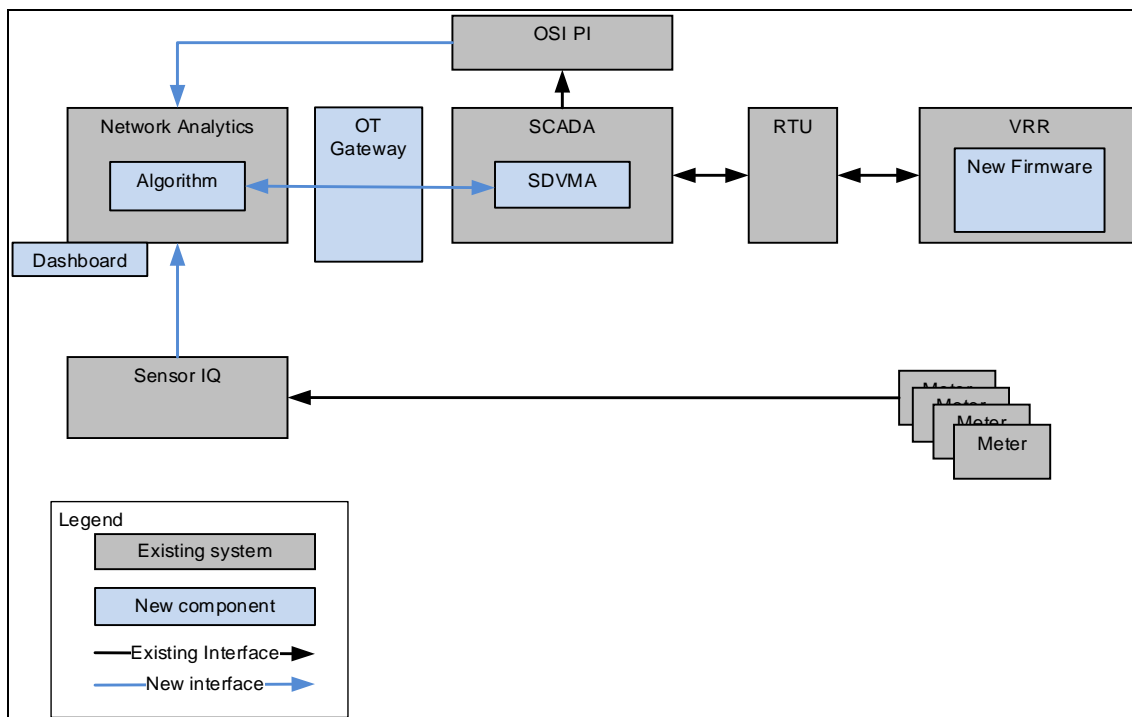 OSI PI
Network Analytics
OT
Gateway
SCADA
RTU
VRR
Algorithm
SDVMA
New Firmware
Dashboard
Sensor IQ
Meter
Meter
Meter
Meter
Legend
Existing system
New component
Existing Interface
New interface